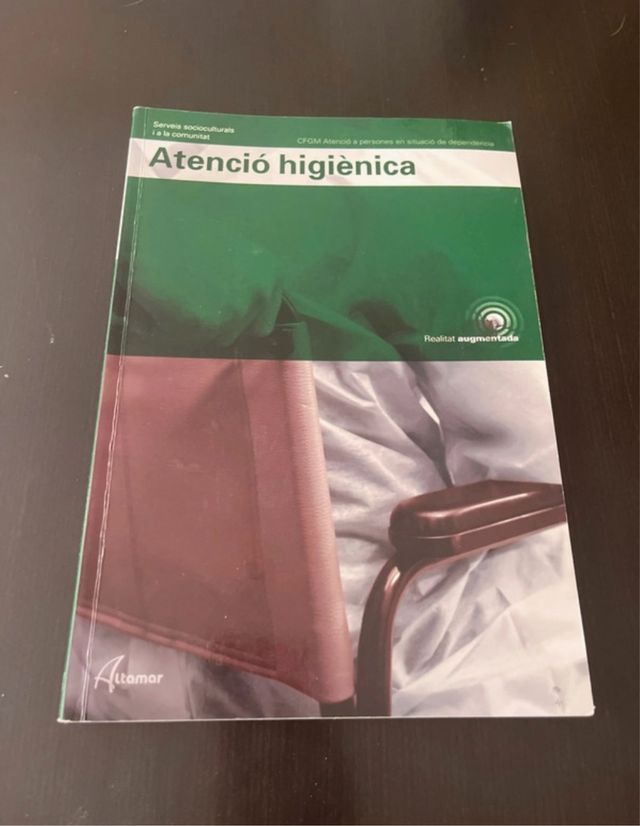 Serveis socioculturals
i a la comunitat
CFGM Atenció a persones en situació de dependència
Atenció higiènica
Realitat augmentada
Altamar